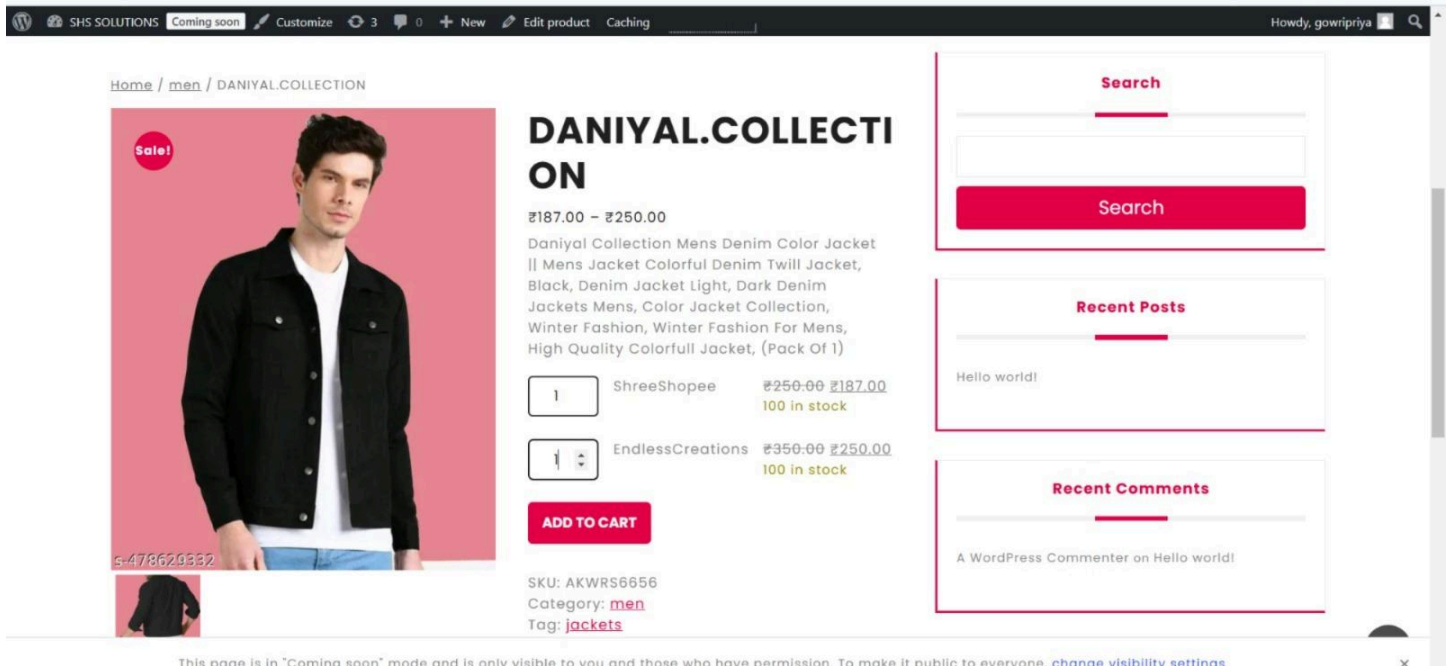 SHS SOLUTIONS Coming soon Customize 3 0 + New Edit product Caching Howdy, gowripriya
Home / men / DANIYAL.COLLECTION
Sale!
s-478629332
DANIYAL.COLLECTI
ON
₹187.00 – ₹250.00
Daniyal Collection Mens Denim Color Jacket
|| Mens Jacket Colorful Denim Twill Jacket,
Black, Denim Jacket Light, Dark Denim
Jackets Mens, Color Jacket Collection,
Winter Fashion, Winter Fashion For Mens,
High Quality Colorfull Jacket, (Pack Of 1)
1 ShreeShopee ₹250.00 ₹187.00
100 in stock
1 EndlessCreations ₹350.00 ₹250.00
100 in stock
ADD TO CART
SKU: AKWRS6656
Category: men
Tag: jackets
Search
Search
Recent Posts
Hello world!
Recent Comments
A WordPress Commenter on Hello world!
This page is in "Coming soon" mode and is only visible to you and those who have permission. To make it public to everyone, change visibility settings ×